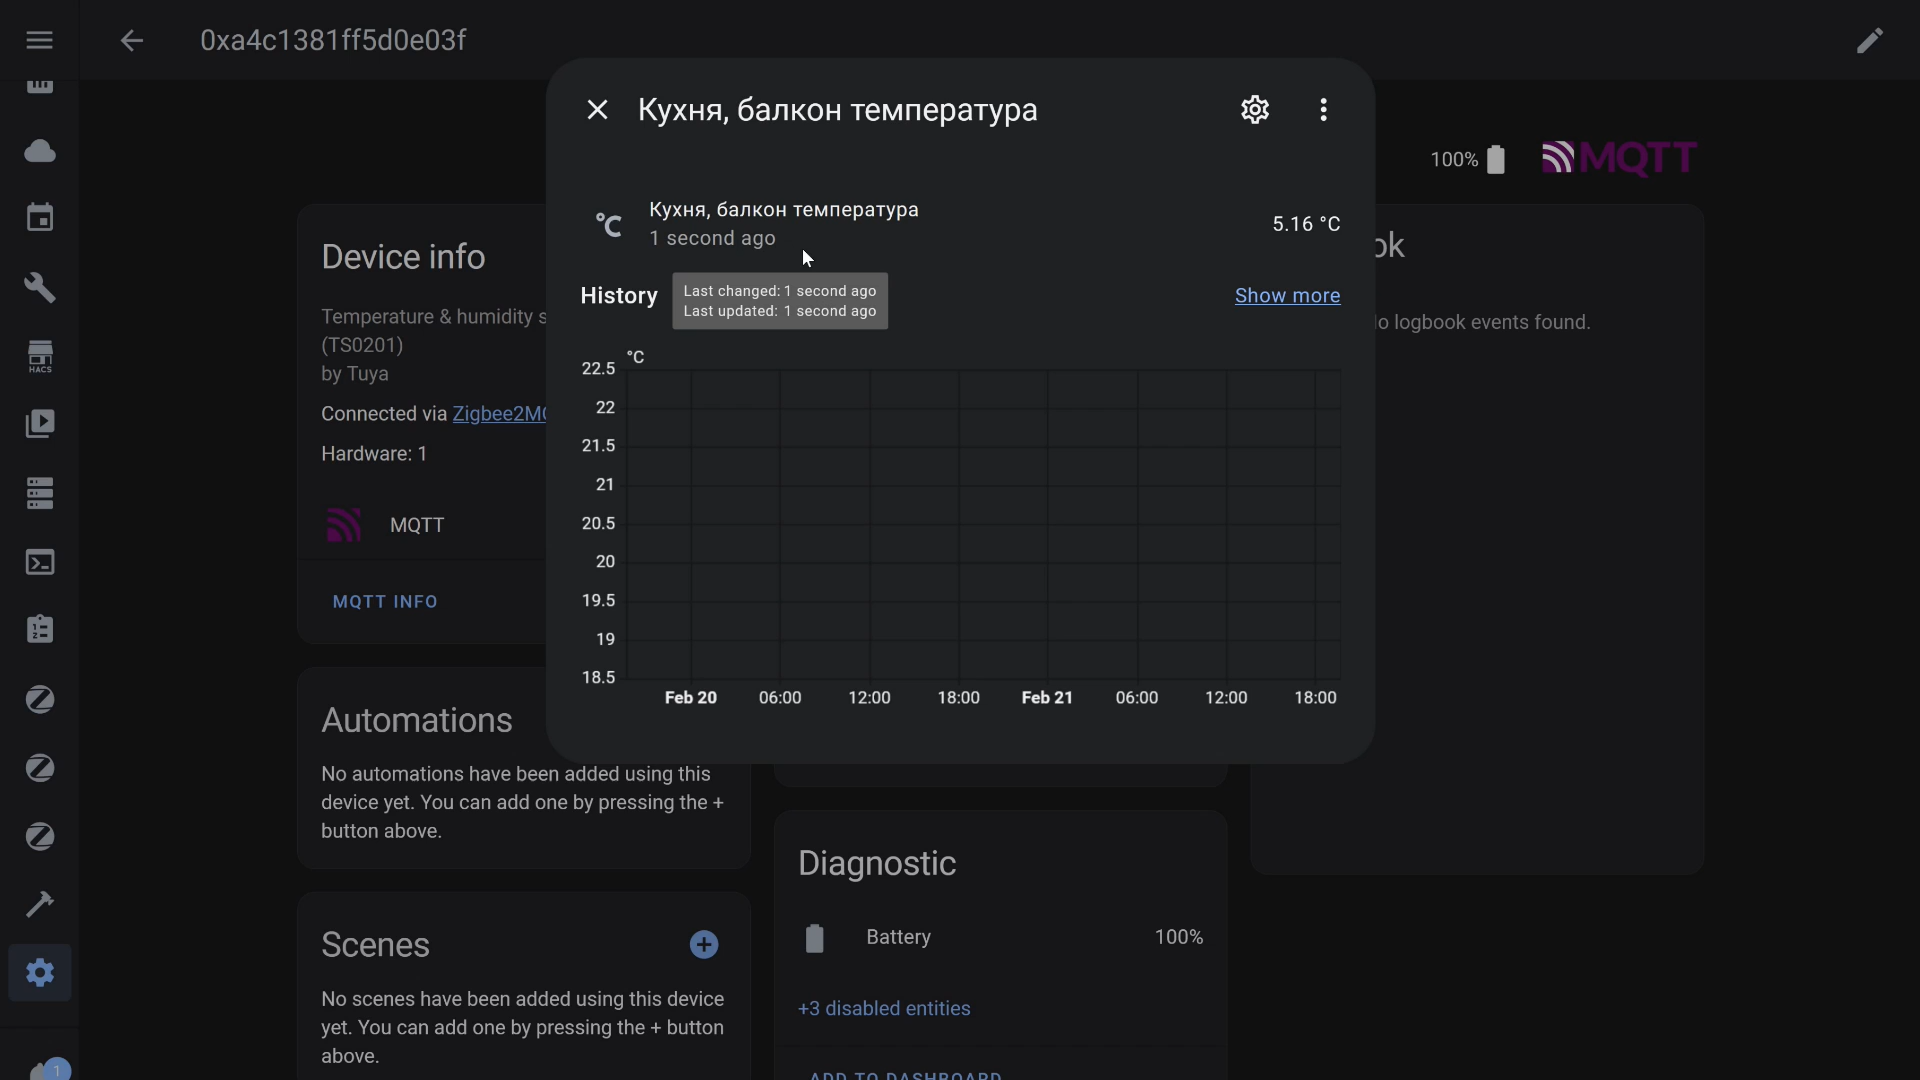 0xa4c1381ff5d0e03f
Кухня, балкон температура
100%
MQTT
Кухня, балкон температура
1 second ago
5.16 °C
Last changed: 1 second ago
Last updated: 1 second ago
History
Show more
°C
22.5
22
21.5
21
20.5
20
19.5
19
18.5
Feb 20
06:00
12:00
18:00
Feb 21
06:00
12:00
18:00
Device info
Temperature & humidity
(TS0201)
by Tuya
Connected via
Hardware: 1
MQTT
MQTT INFO
logbook events found.
HACS
Automations
No automations have been added using this
device yet. You can add one by pressing the +
button above.
Scenes
No scenes have been added using this device
yet. You can add one by pressing the + button
above.
Diagnostic
Battery
100%
+3 disabled entities
ADD TO DASHBOARD
1